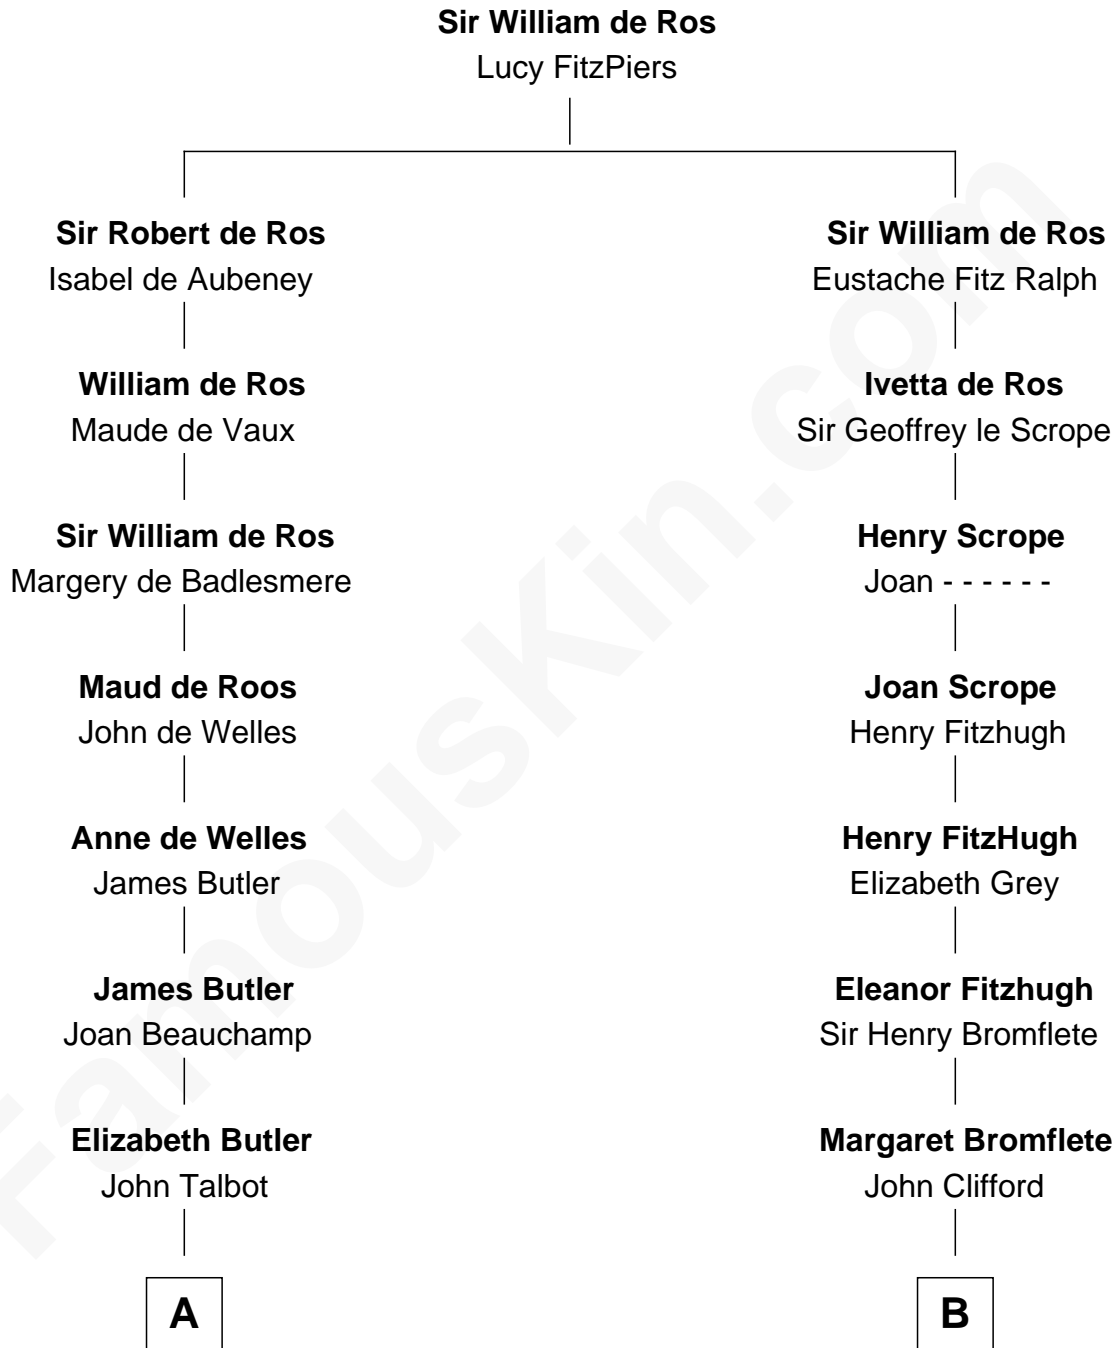 Sir William de Ros
Lucy FitzPiers
Sir Robert de Ros
Isabel de Aubeney
Sir William de Ros
Eustache Fitz Ralph
William de Ros
Maude de Vaux
Ivetta de Ros
Sir Geoffrey le Scrope
Sir William de Ros
Margery de Badlesmere
Henry Scrope
Joan - - - - - -
Maud de Roos
John de Welles
Joan Scrope
Henry Fitzhugh
Anne de Welles
James Butler
Henry FitzHugh
Elizabeth Grey
James Butler
Joan Beauchamp
Eleanor Fitzhugh
Sir Henry Bromflete
Elizabeth Butler
John Talbot
Margaret Bromflete
John Clifford
A
B
FamousKin.com